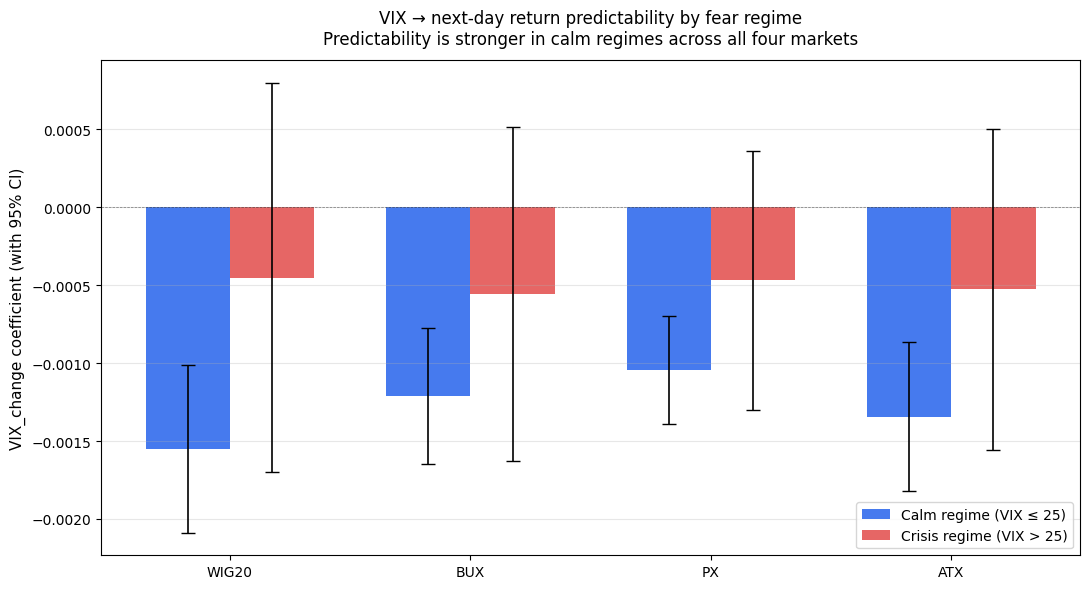 VIX → next-day return predictability by fear regime
Predictability is stronger in calm regimes across all four markets
VIX_change coefficient (with 95% CI)
0.0005
0.0000
−0.0005
−0.0010
−0.0015
−0.0020
WIG20
BUX
PX
ATX
Calm regime (VIX ≤ 25)
Crisis regime (VIX > 25)